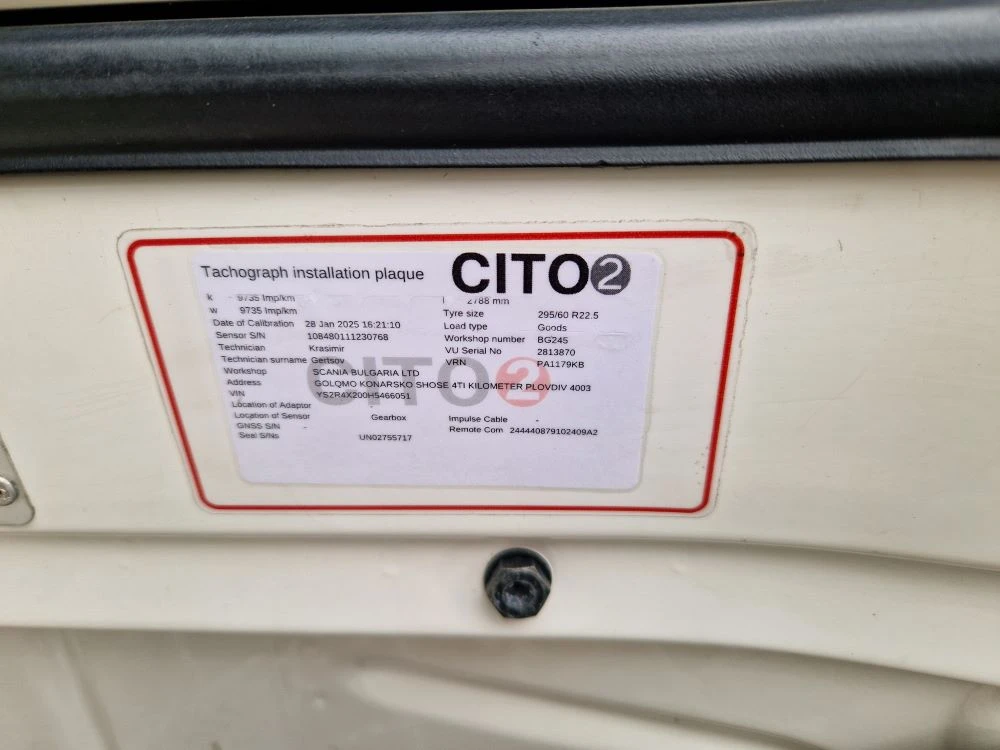 Tachograph installation plaque CITO2
k - 9735 Imp/km l 2788 mm
w 9735 Imp/km Tyre size 295/60 R22.5
Date of Calibration 28 Jan 2025 16:21:10 Load type Goods
Sensor S/N 108480111230768 Workshop number BG245
Technician Krasimir VU Serial No 2813870
Technician surname Gertsov VRN PA1179KB
Workshop SCANIA BULGARIA LTD
Address GOLQMO KONARSKO SHOSE 4TI KILOMETER PLOVDIV 4003
VIN YS2R4X200H5466051
CITO2
Location of Adaptor -
Location of Sensor Gearbox Impulse Cable -
GNSS S/N Remote Com 244440879102409A2
Seal S/Ns UN02755717